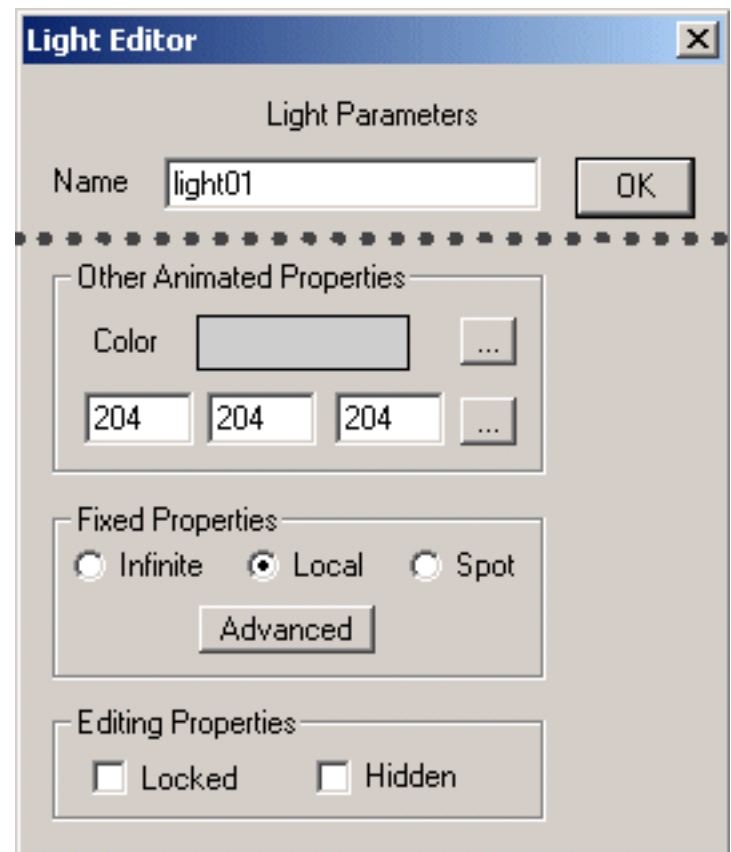 Light Editor
Light Parameters
Name light01 OK
Other Animated Properties
Color ...
204 204 204 ...
Fixed Properties
Infinite Local Spot
Advanced
Editing Properties
Locked Hidden